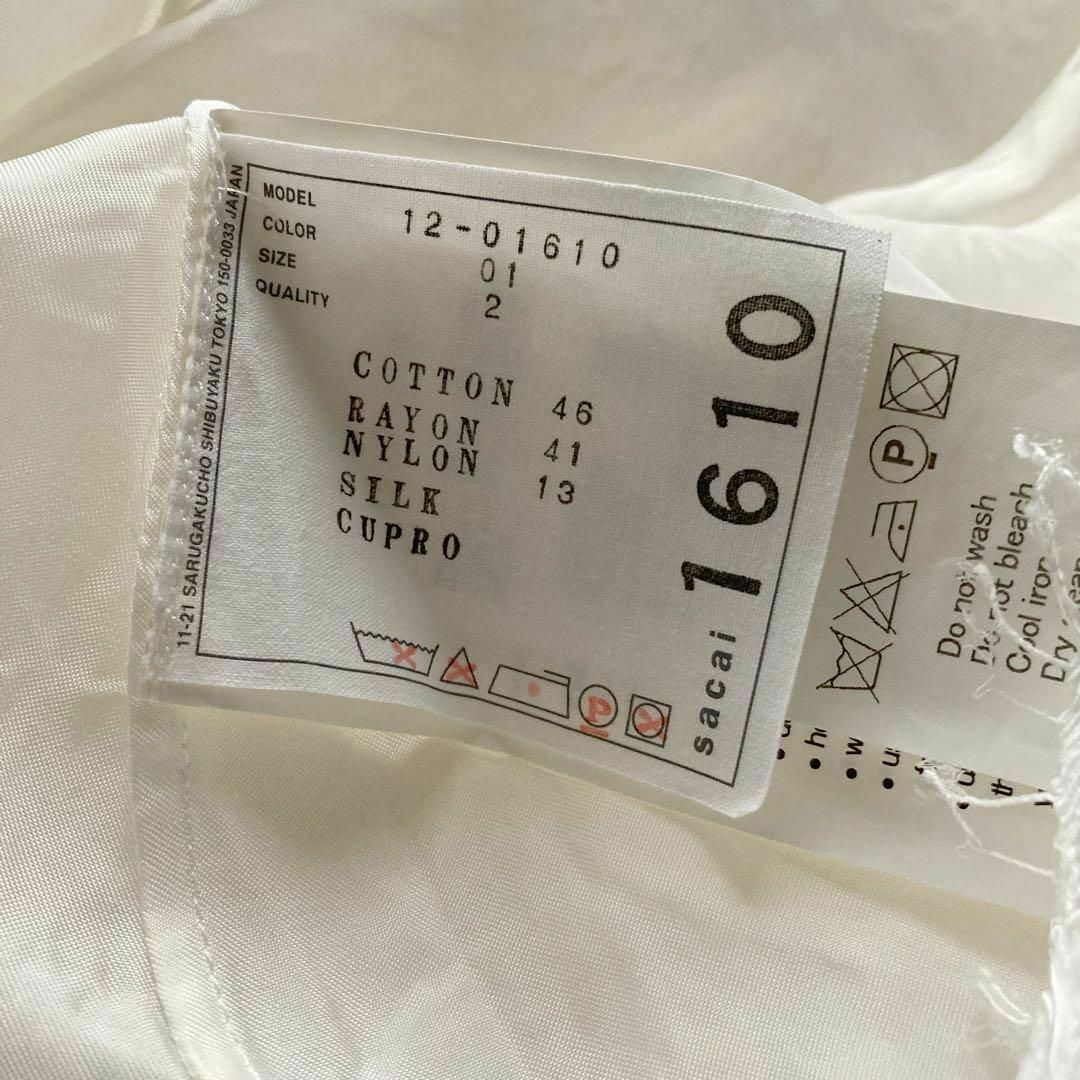 MODEL 12-01610
COLOR 01
SIZE 2
QUALITY
COTTON 46
RAYON 41
NYLON 13
SILK
CUPRO
P
sacai 1610
11-21 SARUGAKUCHO SHIBUYAKU TOKYO 150-0033 JAPAN
P
Do not wash
Do not bleach
Cool iron
Dry